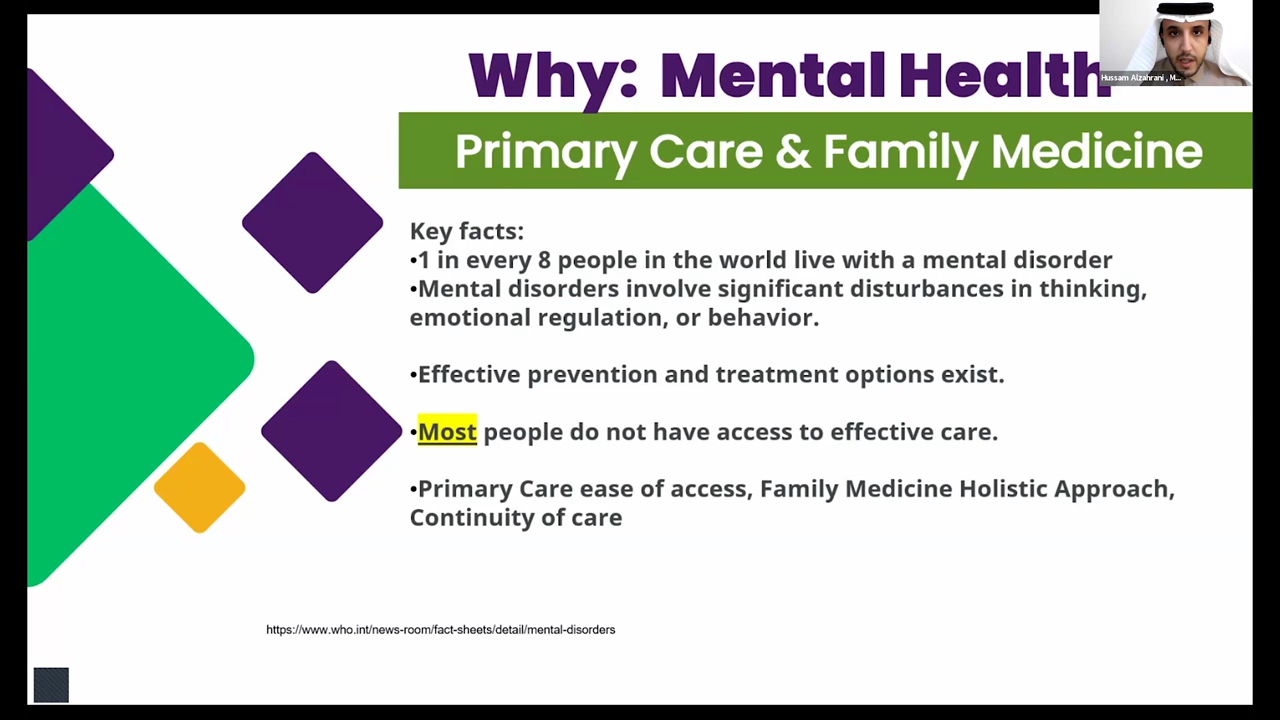 Why: Mental Health
Hussam Alzahrani , M...
Primary Care & Family Medicine
Key facts:
•1 in every 8 people in the world live with a mental disorder
•Mental disorders involve significant disturbances in thinking,
emotional regulation, or behavior.
•Effective prevention and treatment options exist.
•Most people do not have access to effective care.
•Primary Care ease of access, Family Medicine Holistic Approach,
Continuity of care
https://www.who.int/news-room/fact-sheets/detail/mental-disorders